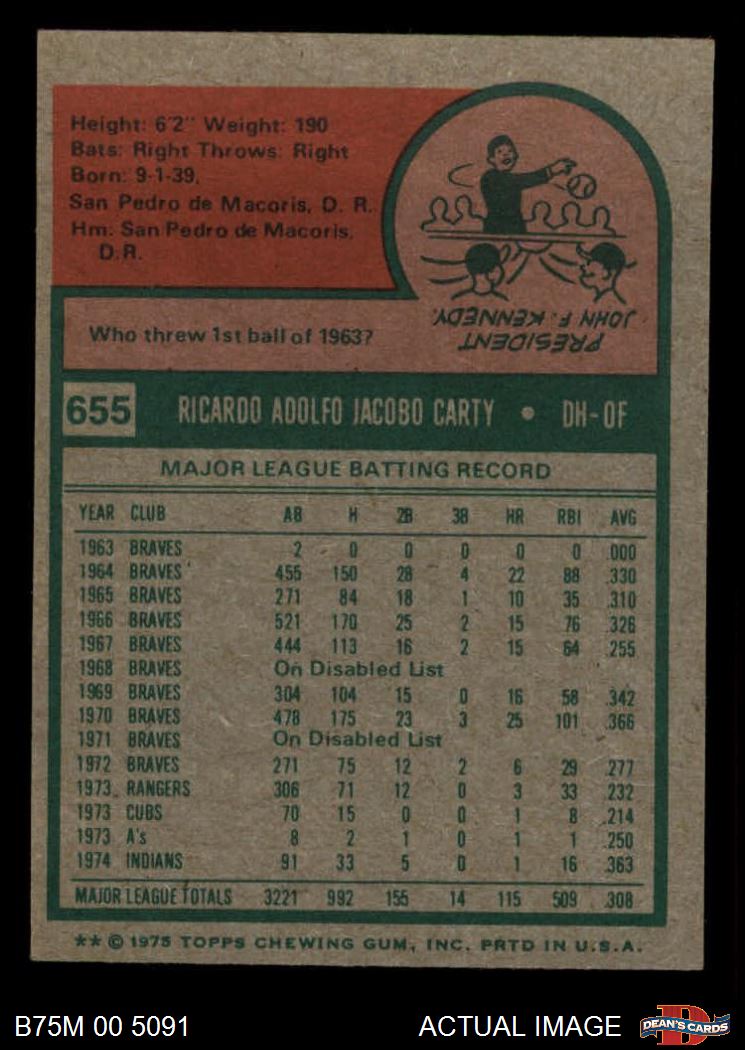 Height: 6'2" Weight: 190
Bats: Right Throws: Right
Born: 9-1-39,
San Pedro de Macoris, D. R.
Hm: San Pedro de Macoris,
D.R.
Who threw 1st ball of 1963?
PRESIDENT
JOHN F. KENNEDY.
655 RICARDO ADOLFO JACOBO CARTY • DH-OF
MAJOR LEAGUE BATTING RECORD
YEAR CLUB AB H 2B 3B HR RBI AVG
1963 BRAVES 2 0 0 0 0 0 .000
1964 BRAVES 455 150 28 4 22 88 .330
1965 BRAVES 271 84 18 1 10 35 .310
1966 BRAVES 521 170 25 2 15 76 .326
1967 BRAVES 444 113 16 2 15 64 .255
1968 BRAVES On Disabled List
1969 BRAVES 304 104 15 0 16 58 .342
1970 BRAVES 478 175 23 3 25 101 .366
1971 BRAVES On Disabled List
1972 BRAVES 271 75 12 2 6 29 .277
1973 RANGERS 306 71 12 0 3 33 .232
1973 CUBS 70 15 0 0 1 8 .214
1973 A's 8 2 1 0 1 1 .250
1974 INDIANS 91 33 5 0 1 16 .363
MAJOR LEAGUE TOTALS 3221 992 155 14 115 509 .308
** © 1975 TOPPS CHEWING GUM, INC. PRTD IN U.S.A.
B75M 00 5091 ACTUAL IMAGE DEAN'S CARDS